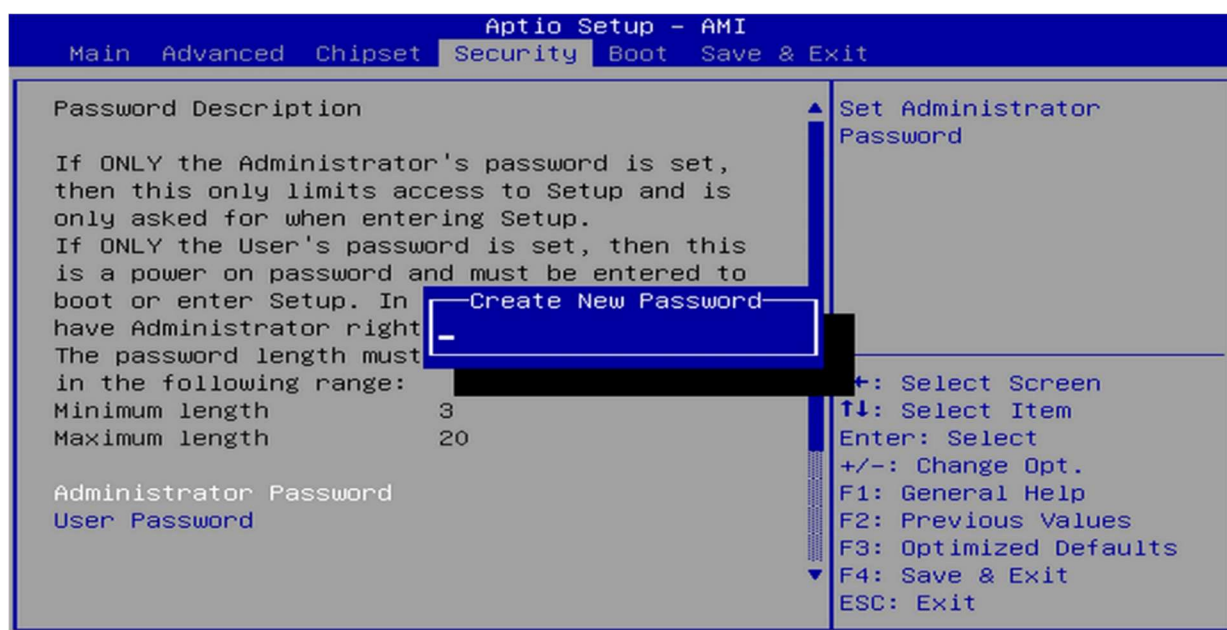 Aptio Setup – AMI
Main Advanced Chipset Security Boot Save & Exit
Password Description
If ONLY the Administrator's password is set,
then this only limits access to Setup and is
only asked for when entering Setup.
If ONLY the User's password is set, then this
is a power on password and must be entered to
boot or enter Setup. In
have Administrator right
The password length must
in the following range:
Minimum length 3
Maximum length 20
Administrator Password
User Password
Create New Password
Set Administrator
Password
←: Select Screen
↑↓: Select Item
Enter: Select
+/-: Change Opt.
F1: General Help
F2: Previous Values
F3: Optimized Defaults
F4: Save & Exit
ESC: Exit